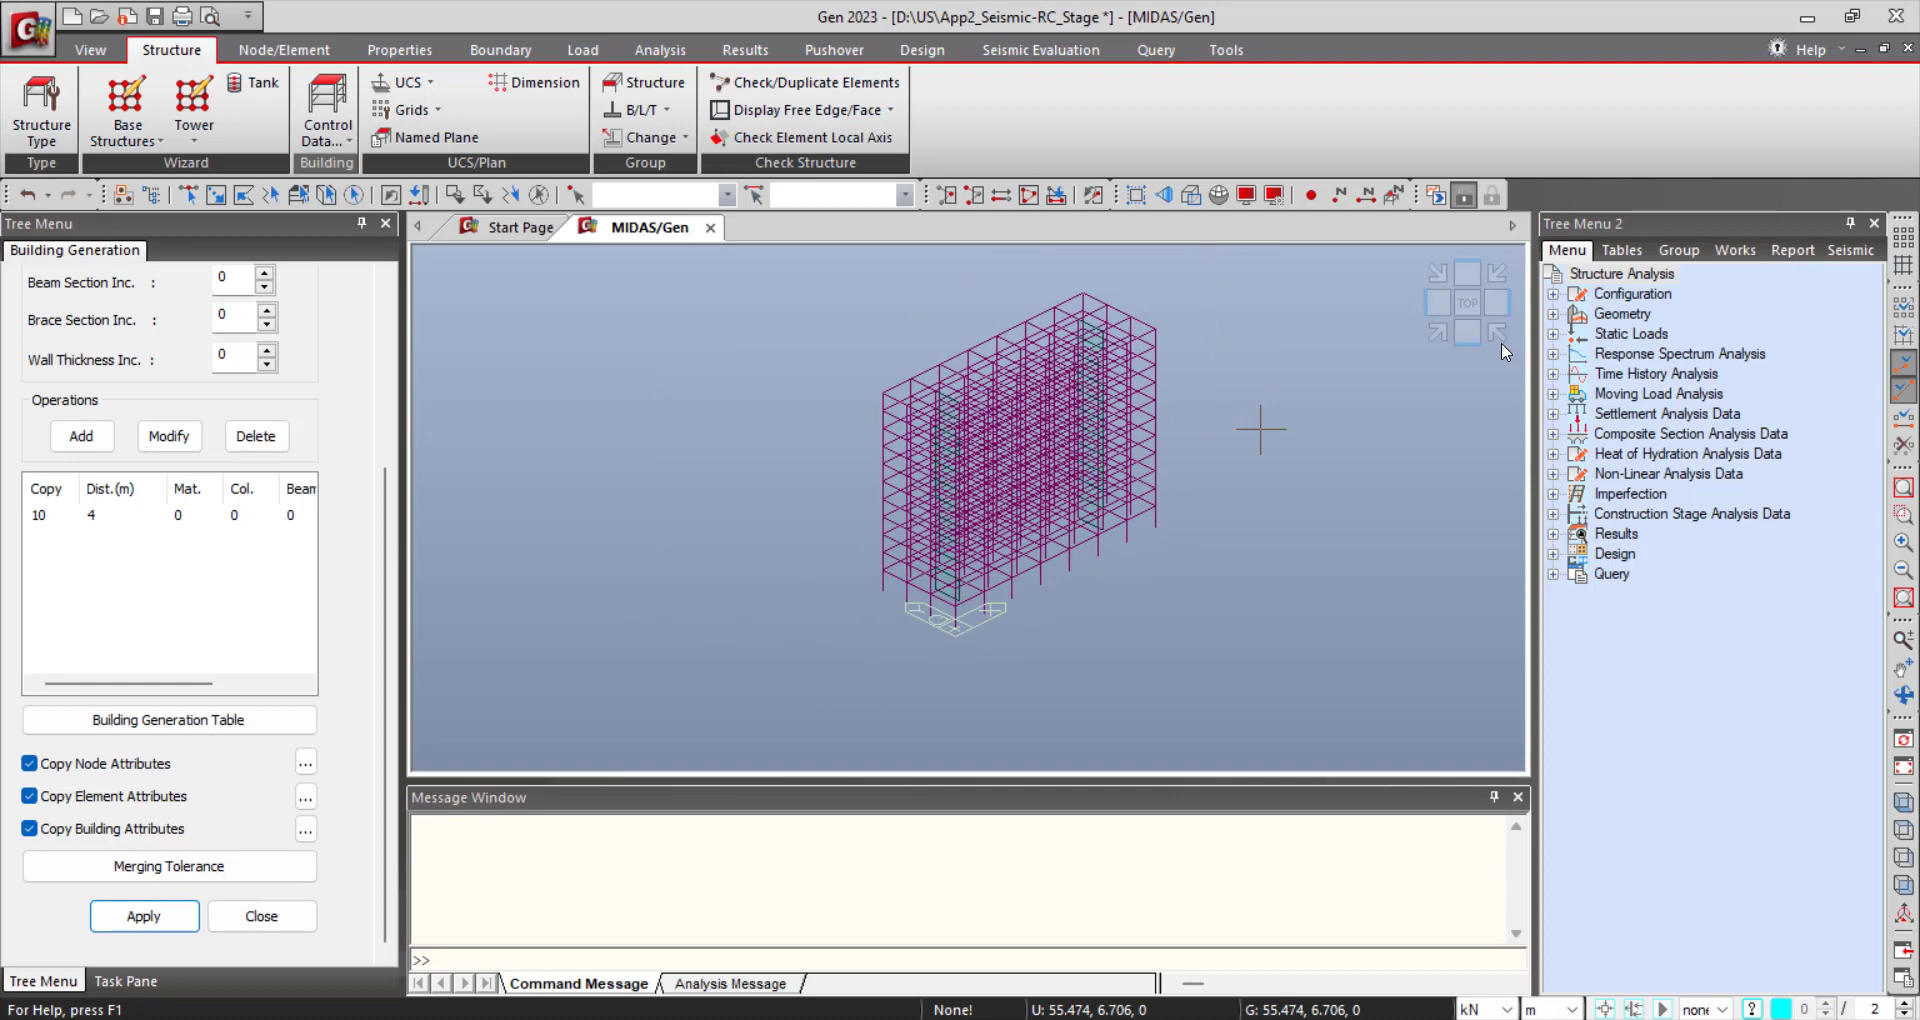 Gen 2023 - [D:\US\App2_Seismic-RC_Stage *] - [MIDAS/Gen]
View Structure Node/Element Properties Boundary Load Analysis Results Pushover Design Seismic Evaluation Query Tools Help
Structure Type
Type
Base Structures
Tower
Tank
Wizard
Control Data...
Building
UCS
Grids
Named Plane
Dimension
UCS/Plan
Structure
B/L/T
Change
Group
Check/Duplicate Elements
Display Free Edge/Face
Check Element Local Axis
Check Structure
Tree Menu
Building Generation
Beam Section Inc. : 0
Brace Section Inc. : 0
Wall Thickness Inc. : 0
Operations
Add Modify Delete
Copy Dist.(m) Mat. Col. Beam
10 4 0 0 0
Building Generation Table
Copy Node Attributes ...
Copy Element Attributes ...
Copy Building Attributes ...
Merging Tolerance
Apply Close
Tree Menu Task Pane
Start Page MIDAS/Gen
TOP
Message Window
>>
Command Message Analysis Message
Tree Menu 2
Menu Tables Group Works Report Seismic
Structure Analysis
Configuration
Geometry
Static Loads
Response Spectrum Analysis
Time History Analysis
Moving Load Analysis
Settlement Analysis Data
Composite Section Analysis Data
Heat of Hydration Analysis Data
Non-Linear Analysis Data
Imperfection
Construction Stage Analysis Data
Results
Design
Query
For Help, press F1 None! U: 55.474, 6.706, 0 G: 55.474, 6.706, 0 kN m none ? 0 / 2